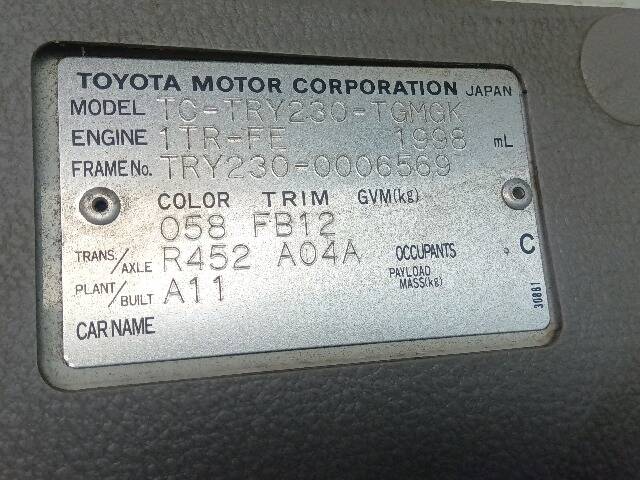 TOYOTA MOTOR CORPORATION JAPAN
MODEL TC-TRY230-TGMGK
ENGINE 1TR-FE 1998 mL
FRAME No. TRY230-0006569
COLOR TRIM GVM(kg)
058 FB12
TRANS./AXLE R452 A04A OCCUPANTS . C
PLANT/BUILT A11 PAYLOAD MASS(kg)
CAR NAME
30881